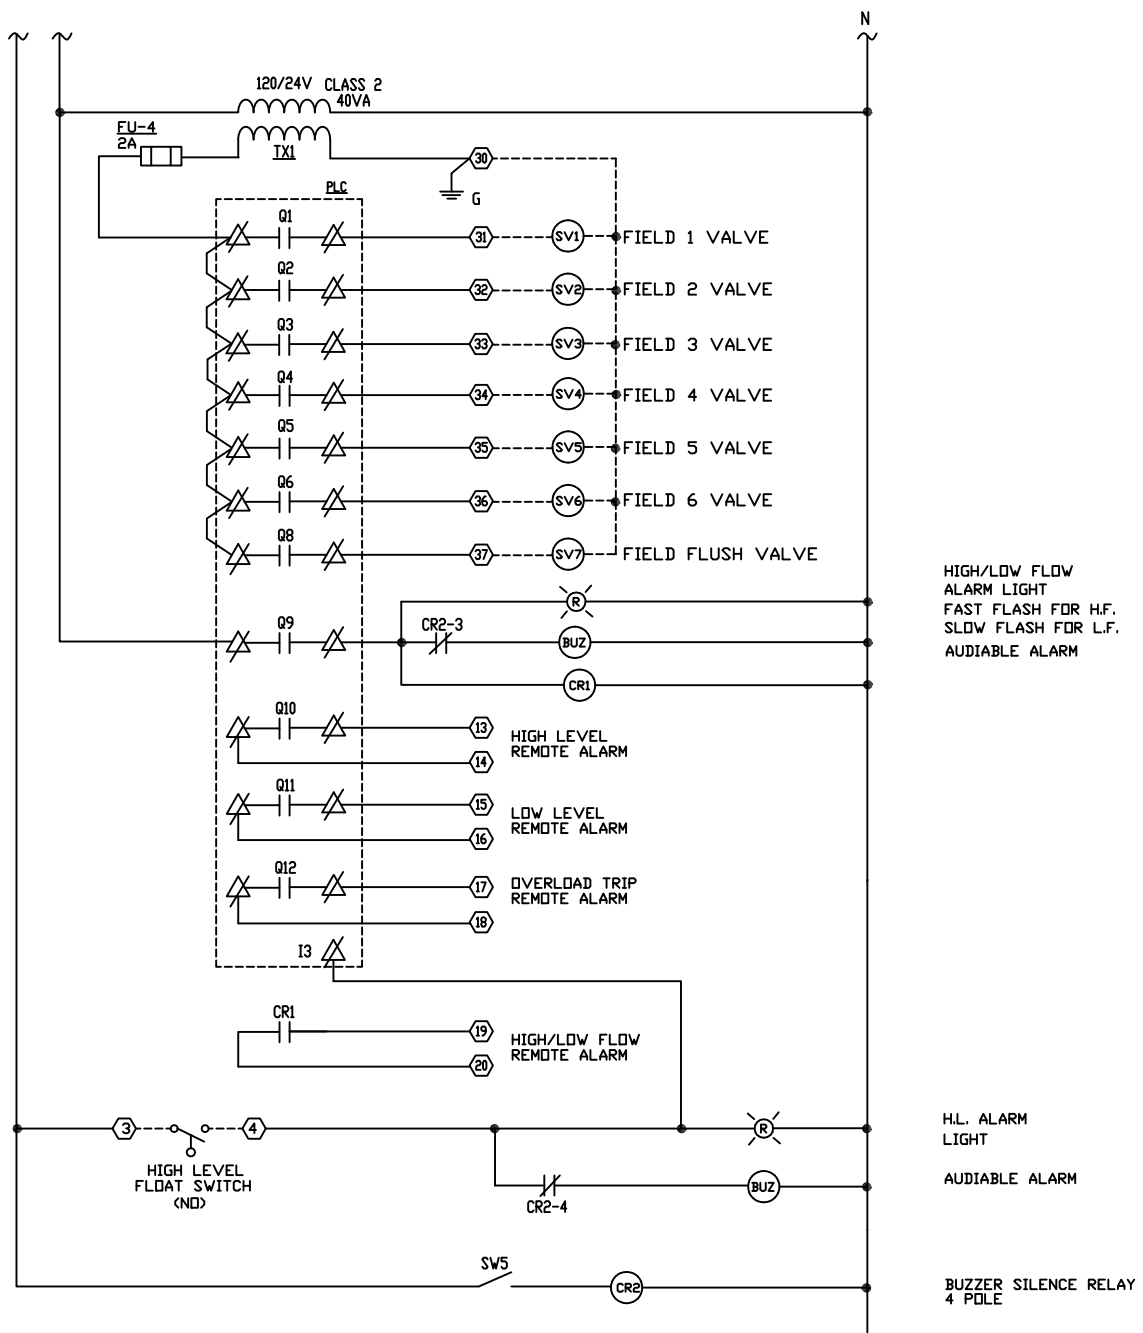 N
120/24V CLASS 2
40VA
FU-4
2A
TX1
30
G
PLC
Q1
31
SV1
FIELD 1 VALVE
Q2
32
SV2
FIELD 2 VALVE
Q3
33
SV3
FIELD 3 VALVE
Q4
34
SV4
FIELD 4 VALVE
Q5
35
SV5
FIELD 5 VALVE
Q6
36
SV6
FIELD 6 VALVE
Q8
37
SV7
FIELD FLUSH VALVE
HIGH/LOW FLOW
ALARM LIGHT
FAST FLASH FOR H.F.
SLOW FLASH FOR L.F.
R
Q9
CR2-3
BUZ
AUDIABLE ALARM
CR1
Q10
13
14
HIGH LEVEL
REMOTE ALARM
Q11
15
16
LOW LEVEL
REMOTE ALARM
Q12
17
18
OVERLOAD TRIP
REMOTE ALARM
I3
CR1
19
20
HIGH/LOW FLOW
REMOTE ALARM
3
4
HIGH LEVEL
FLOAT SWITCH
(NO)
R
H.L. ALARM
LIGHT
CR2-4
BUZ
AUDIABLE ALARM
SW5
CR2
BUZZER SILENCE RELAY
4 POLE